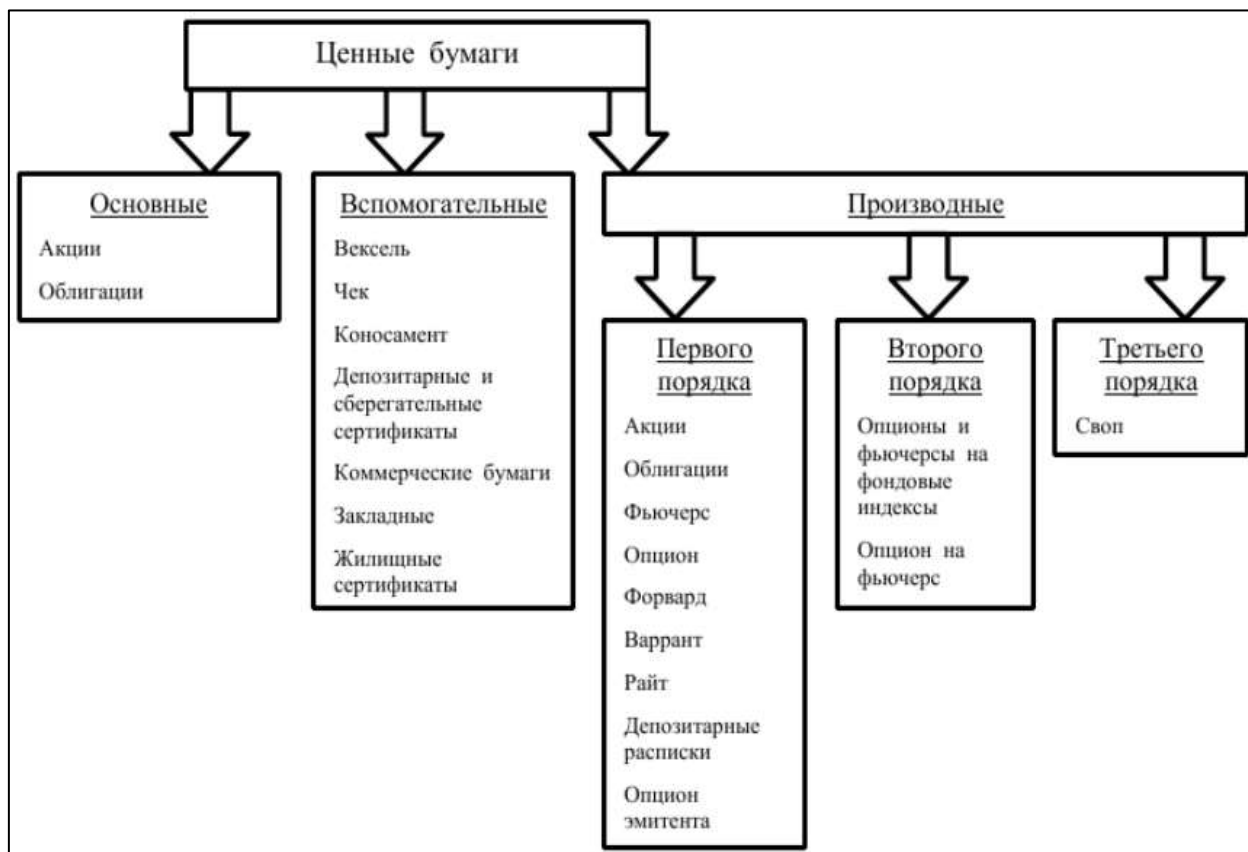 Ценные бумаги
Основные
Акции
Облигации
Вспомогательные
Вексель
Чек
Коносамент
Депозитарные и
сберегательные
сертификаты
Коммерческие бумаги
Закладные
Жилищные
сертификаты
Производные
Первого
порядка
Акции
Облигации
Фьючерс
Опцион
Форвард
Варрант
Райт
Депозитарные
расписки
Опцион
эмитента
Второго
порядка
Опционы и
фьючерсы на
фондовые
индексы
Опцион на
фьючерс
Третьего
порядка
Своп